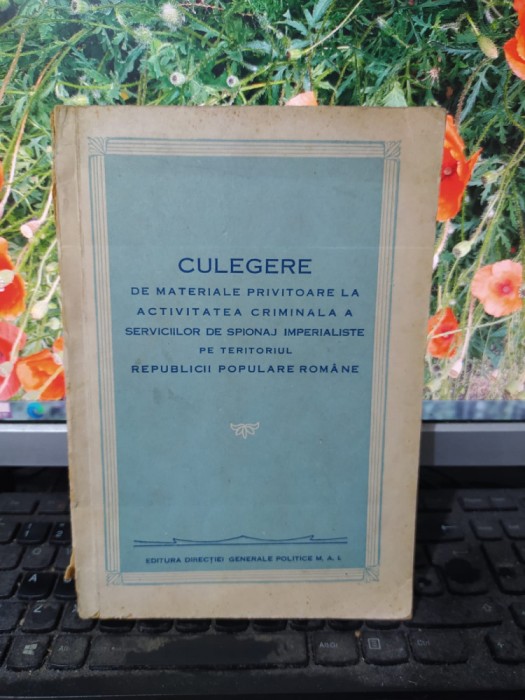 CULEGERE
DE MATERIALE PRIVITOARE LA
ACTIVITATEA CRIMINALA A
SERVICIILOR DE SPIONAJ IMPERIALISTE
PE TERITORIUL
REPUBLICII POPULARE ROMÂNE
EDITURA DIRECȚIEI GENERALE POLITICE M. A. I.